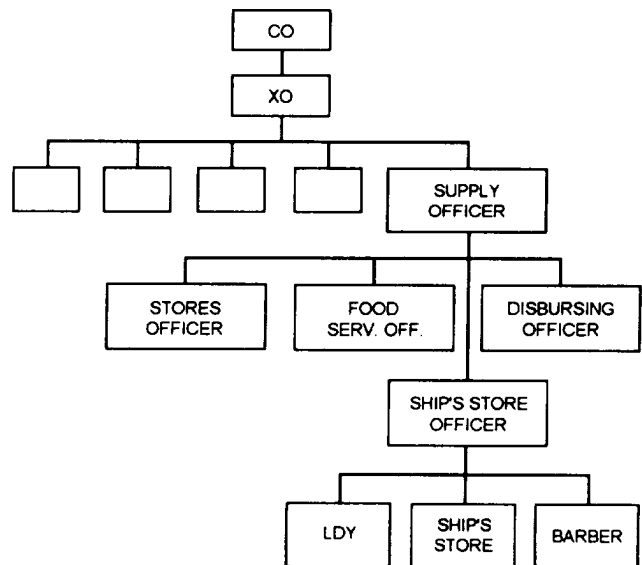 CO
XO
SUPPLY
OFFICER
STORES
OFFICER
FOOD
SERV. OFF.
DISBURSING
OFFICER
SHIP'S STORE
OFFICER
LDY
SHIP'S
STORE
BARBER